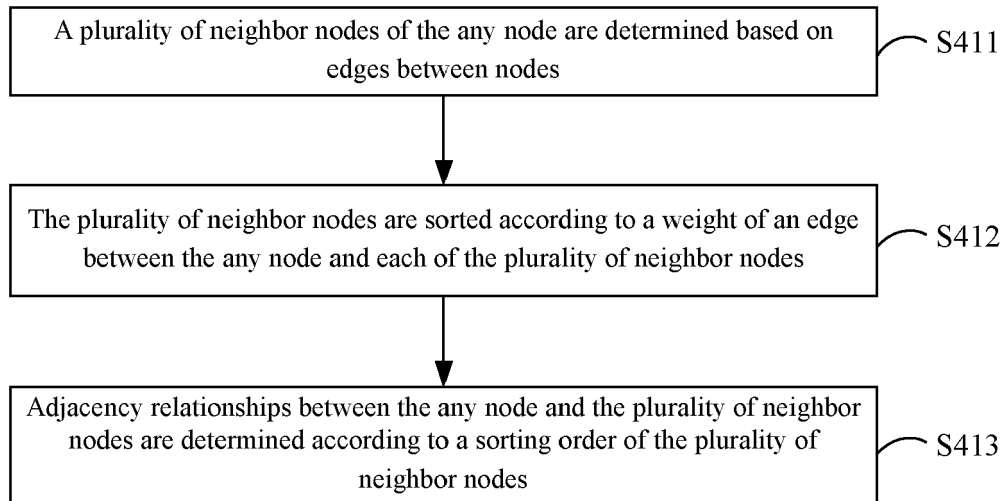 A plurality of neighbor nodes of the any node are determined based on
edges between nodes
S411
The plurality of neighbor nodes are sorted according to a weight of an edge
between the any node and each of the plurality of neighbor nodes
S412
Adjacency relationships between the any node and the plurality of neighbor
nodes are determined according to a sorting order of the plurality of
neighbor nodes
S413